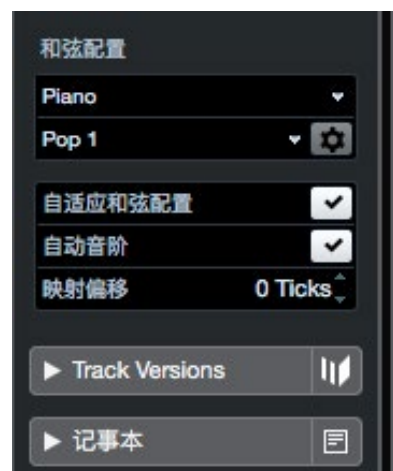 和弦配置
Piano
Pop 1
自适应和弦配置
自动音阶
映射偏移 0 Ticks
Track Versions
记事本